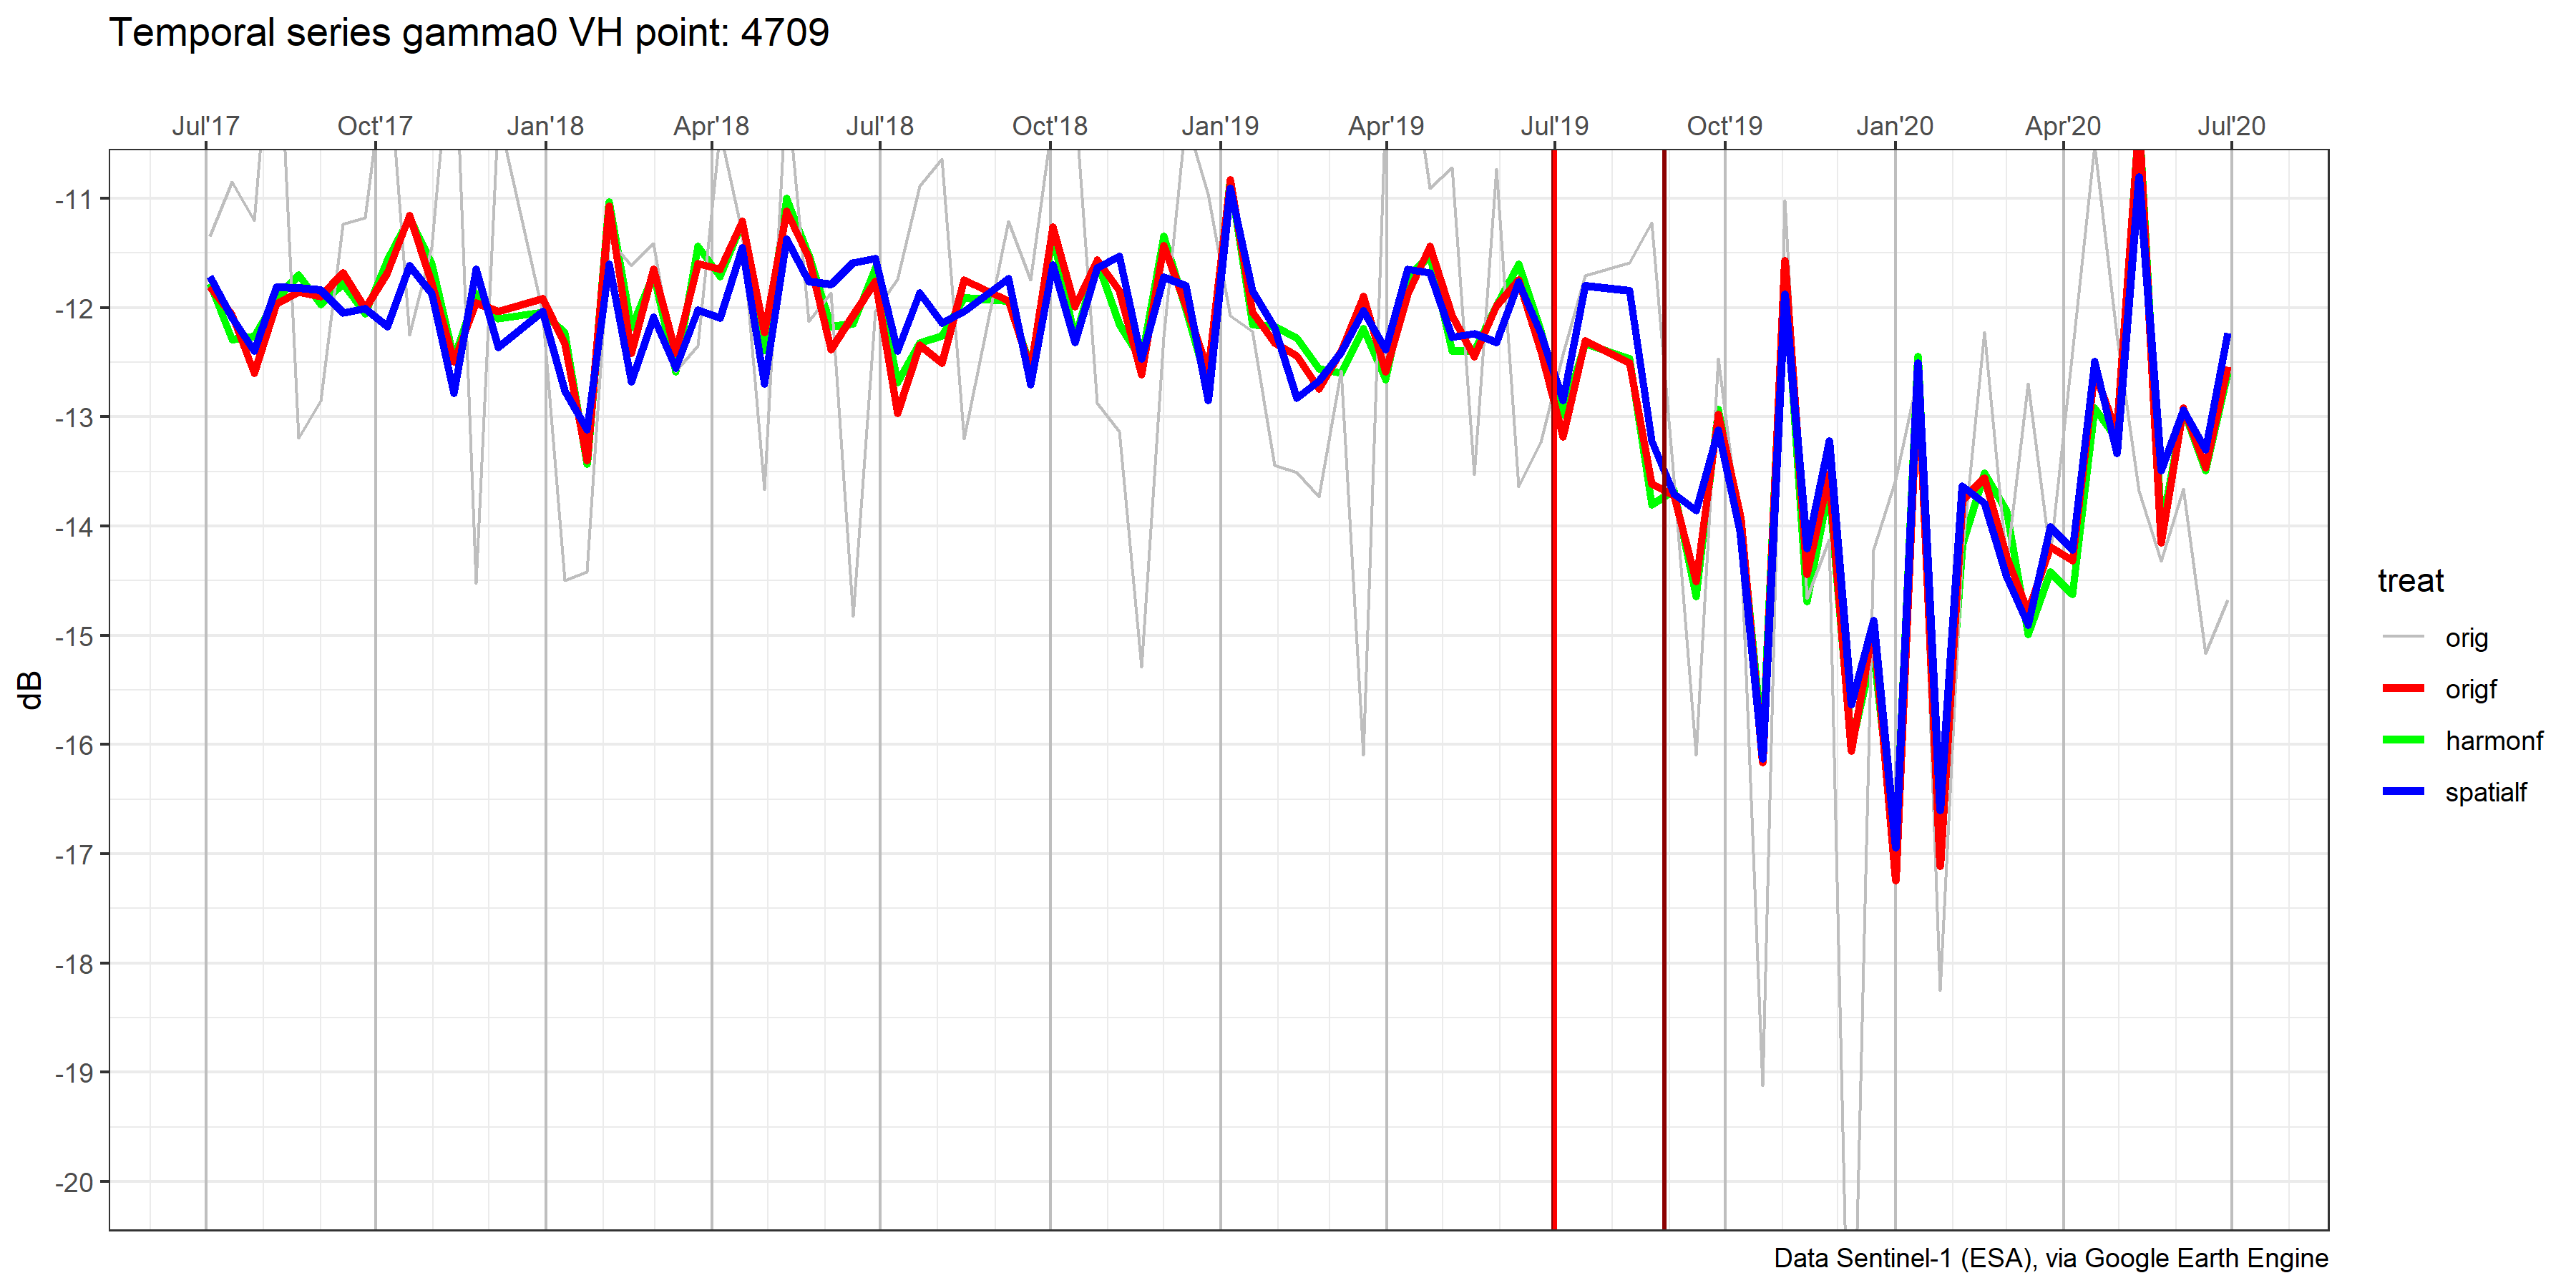 Temporal series gamma0 VH point: 4709
Jul'17 Oct'17 Jan'18 Apr'18 Jul'18 Oct'18 Jan'19 Apr'19 Jul'19 Oct'19 Jan'20 Apr'20 Jul'20
-11
-12
-13
-14
-15
-16
-17
-18
-19
-20
dB
treat
orig
origf
harmonf
spatialf
Data Sentinel-1 (ESA), via Google Earth Engine